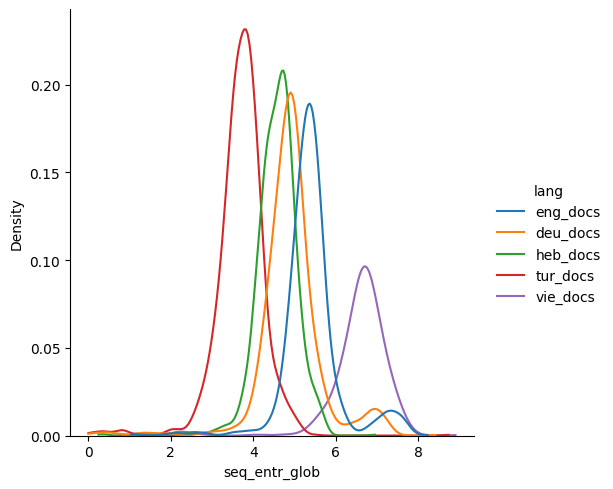 0.20
0.15
0.10
0.05
0.00
Density
0 2 4 6 8
seq_entr_glob
lang
eng_docs
deu_docs
heb_docs
tur_docs
vie_docs